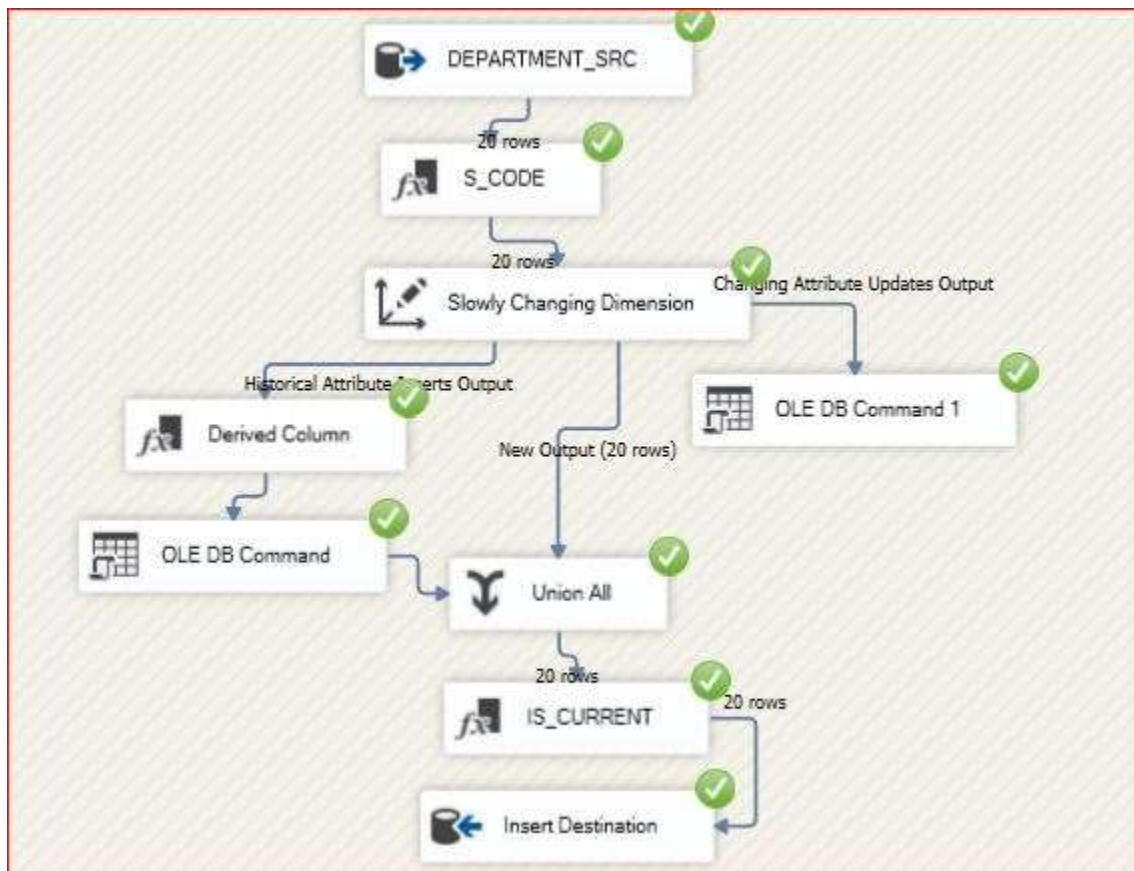 DEPARTMENT_SRC
20 rows
S_CODE
20 rows
Slowly Changing Dimension
Changing Attribute Updates Output
Historical Attribute Inserts Output
OLE DB Command 1
Derived Column
New Output (20 rows)
OLE DB Command
Union All
20 rows
IS_CURRENT
20 rows
Insert Destination